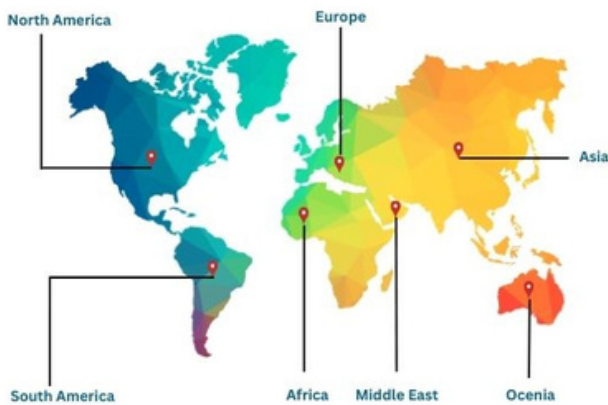 North America
Europe
Asia
South America
Africa
Middle East
Ocenia